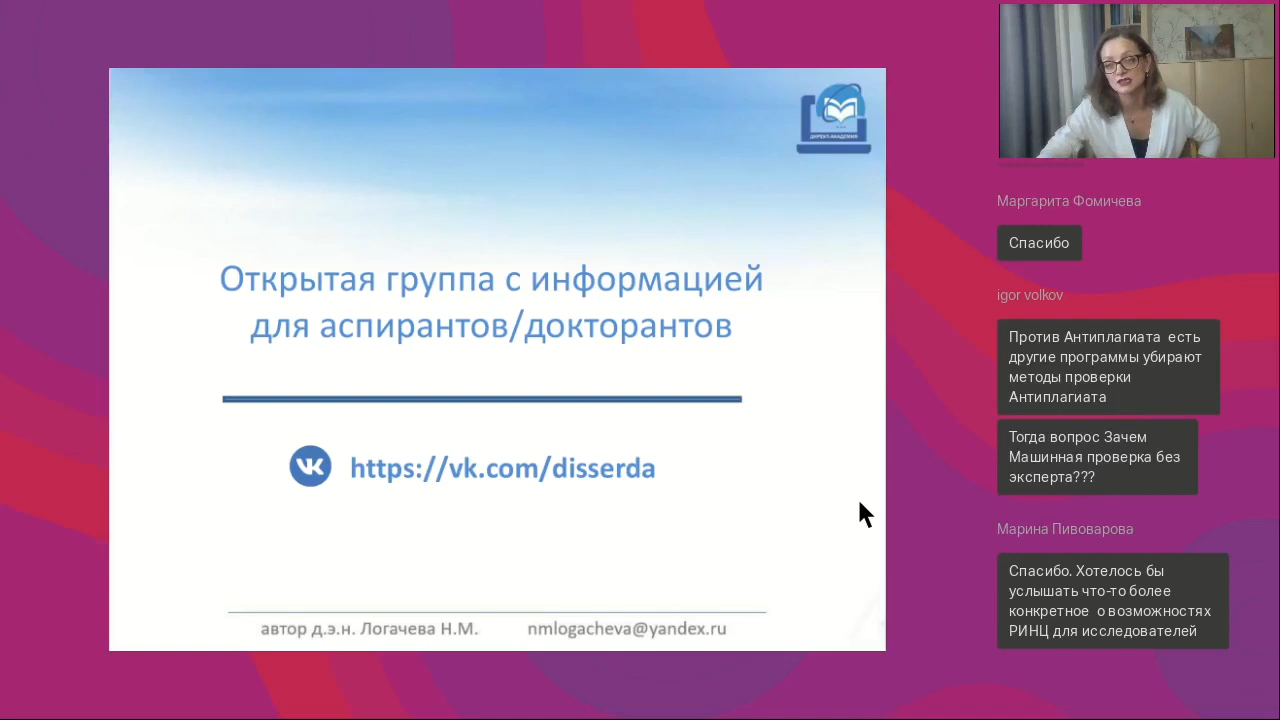 ДИРЕКТ-АКАДЕМИЯ
Открытая группа с информацией
для аспирантов/докторантов
https://vk.com/disserda
автор д.э.н. Логачева Н.М.
nmlogacheva@yandex.ru
Маргарита Фомичева
Спасибо
igor volkov
Против Антиплагиата есть
другие программы убирают
методы проверки
Антиплагиата
Тогда вопрос Зачем
Машинная проверка без
эксперта???
Марина Пивоварова
Спасибо. Хотелось бы
услышать что-то более
конкретное о возможностях
РИНЦ для исследователей